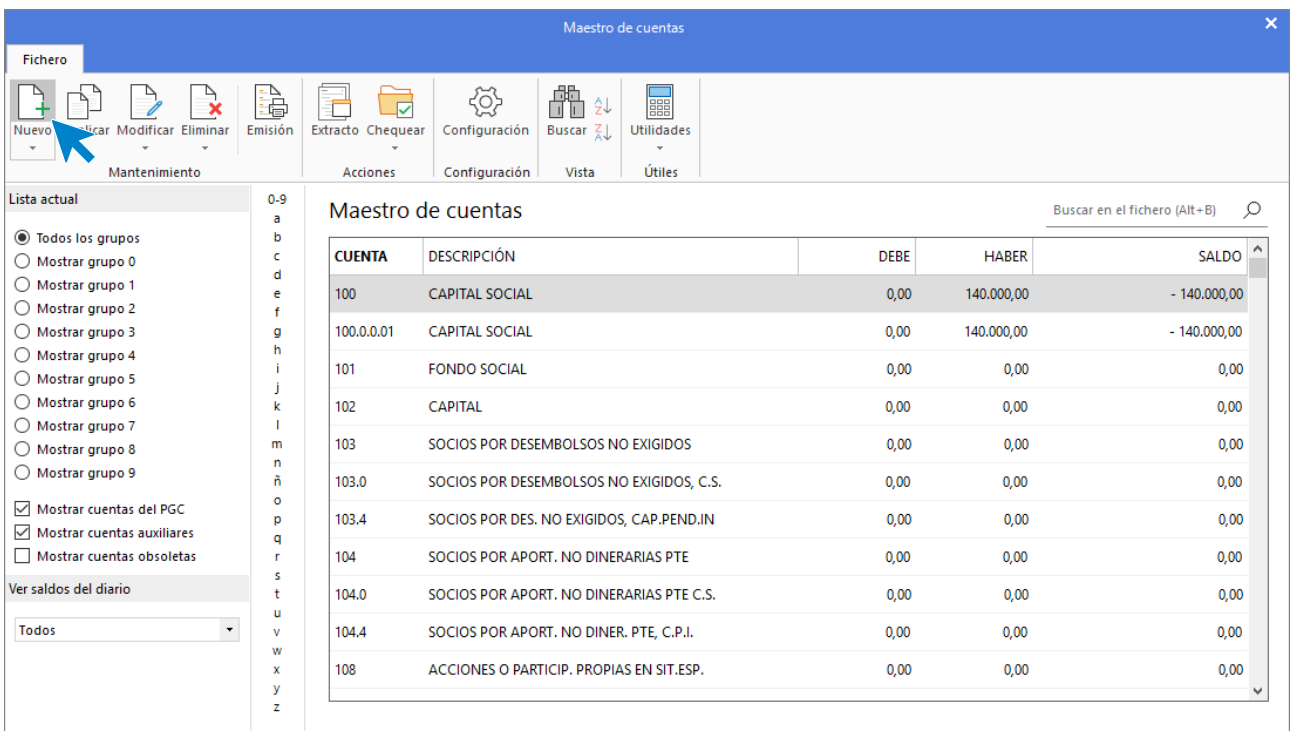 Maestro de cuentas
Fichero
Nuevo
licar Modificar Eliminar
Emisión
Extracto Chequear
Configuración
Buscar
Utilidades
Mantenimiento
Acciones
Configuración
Vista
Útiles
Lista actual
Todos los grupos
Mostrar grupo 0
Mostrar grupo 1
Mostrar grupo 2
Mostrar grupo 3
Mostrar grupo 4
Mostrar grupo 5
Mostrar grupo 6
Mostrar grupo 7
Mostrar grupo 8
Mostrar grupo 9
Mostrar cuentas del PGC
Mostrar cuentas auxiliares
Mostrar cuentas obsoletas
Ver saldos del diario
Todos
0-9
a
b
c
d
e
f
g
h
i
j
k
l
m
n
ñ
o
p
q
r
s
t
u
v
w
x
y
z
Maestro de cuentas
Buscar en el fichero (Alt+B)
CUENTA DESCRIPCIÓN DEBE HABER SALDO
100 CAPITAL SOCIAL 0,00 140.000,00 - 140.000,00
100.0.0.01 CAPITAL SOCIAL 0,00 140.000,00 - 140.000,00
101 FONDO SOCIAL 0,00 0,00 0,00
102 CAPITAL 0,00 0,00 0,00
103 SOCIOS POR DESEMBOLSOS NO EXIGIDOS 0,00 0,00 0,00
103.0 SOCIOS POR DESEMBOLSOS NO EXIGIDOS, C.S. 0,00 0,00 0,00
103.4 SOCIOS POR DES. NO EXIGIDOS, CAP.PEND.IN 0,00 0,00 0,00
104 SOCIOS POR APORT. NO DINERARIAS PTE 0,00 0,00 0,00
104.0 SOCIOS POR APORT. NO DINERARIAS PTE C.S. 0,00 0,00 0,00
104.4 SOCIOS POR APORT. NO DINER. PTE, C.P.I. 0,00 0,00 0,00
108 ACCIONES O PARTICIP. PROPIAS EN SIT.ESP. 0,00 0,00 0,00